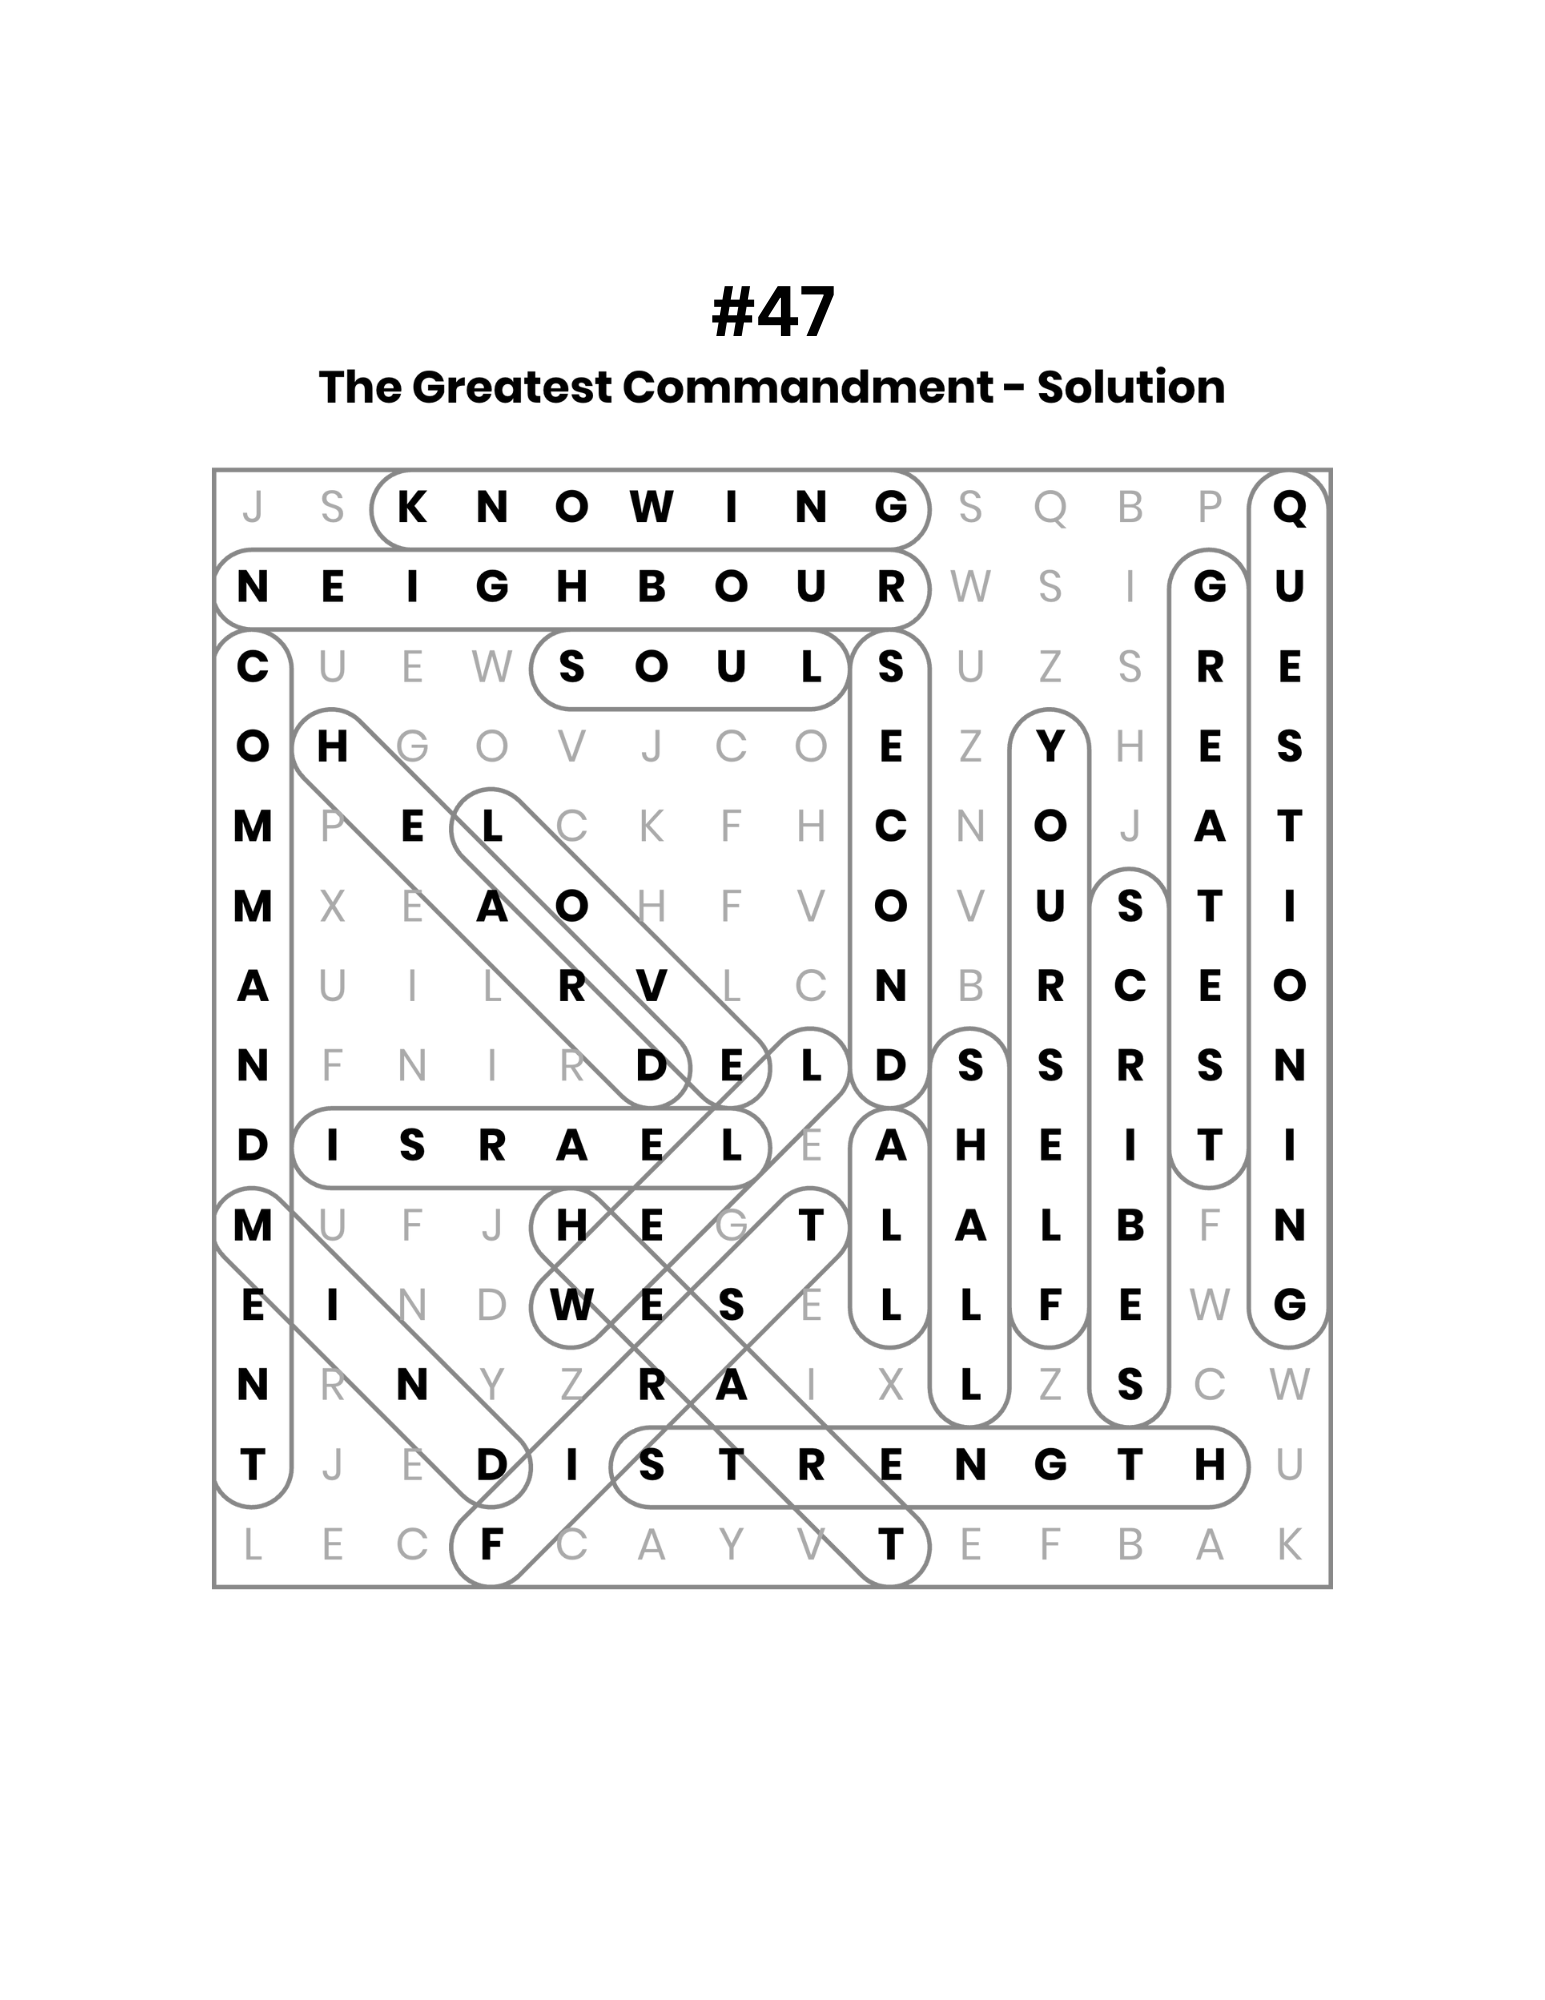 #47
The Greatest Commandment - Solution
J S K N O W I N G S Q B P Q
N E I G H B O U R W S I G U
C U E W S O U L S U Z S R E
O H G O V J C O E Z Y H E S
M P E L C K F H C N O J A T
M X E A O H F V O V U S T I
A U I L R V L C N B R C E O
N F N I R D E L D S S R S N
D I S R A E L E A H E I T I
M U F J H E G T L A L B F N
E I N D W E S E L L F E W G
N R N Y Z R A I X L Z S C W
T J E D I S T R E N G T H U
L E C F C A Y V T E F B A K